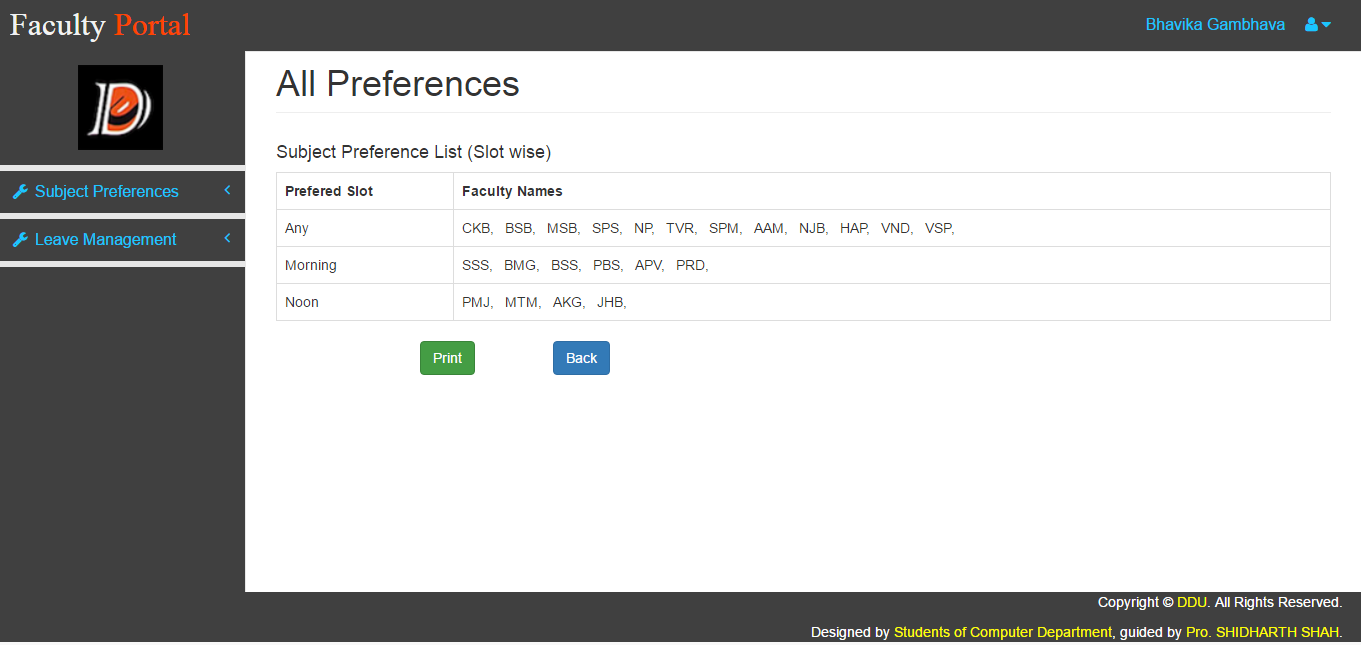 Faculty Portal
Bhavika Gambhava
Subject Preferences
Leave Management
All Preferences
Subject Preference List (Slot wise)
Prefered Slot Faculty Names
Any CKB, BSB, MSB, SPS, NP, TVR, SPM, AAM, NJB, HAP, VND, VSP,
Morning SSS, BMG, BSS, PBS, APV, PRD,
Noon PMJ, MTM, AKG, JHB,
Print Back
Copyright © DDU. All Rights Reserved.
Designed by Students of Computer Department, guided by Pro. SHIDHARTH SHAH.